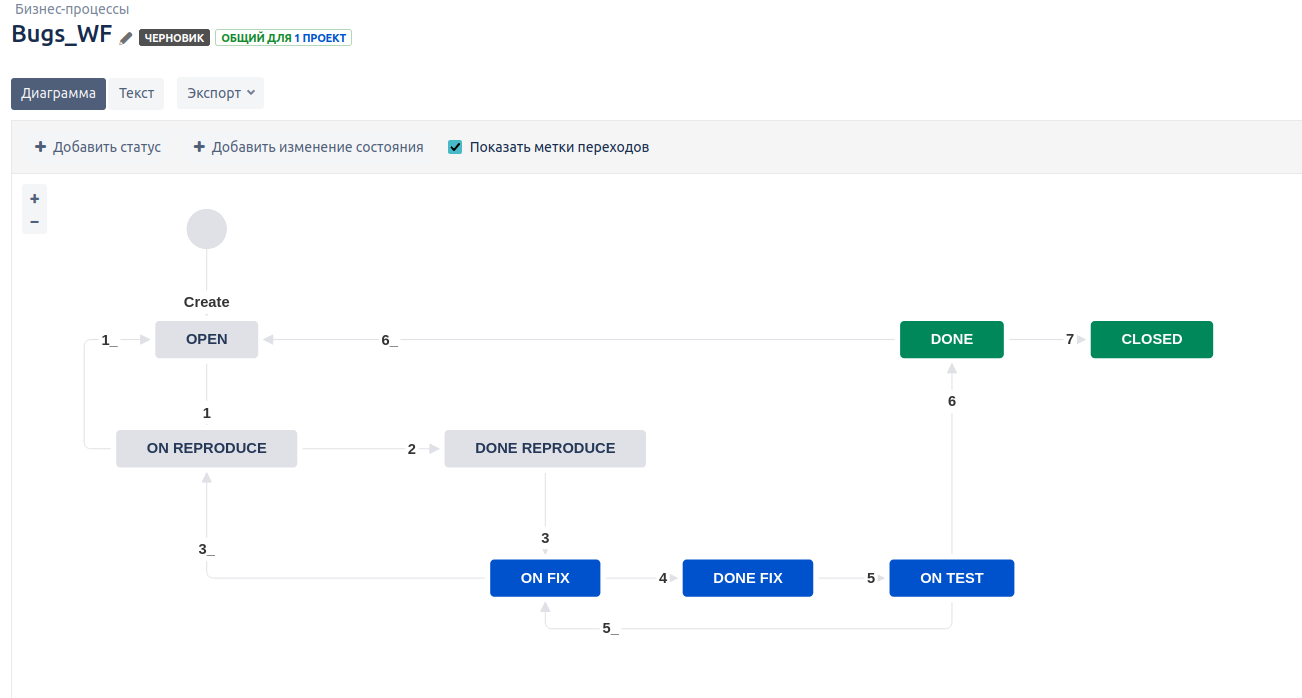 Бизнес-процессы
Bugs_WF ЧЕРНОВИК ОБЩИЙ ДЛЯ 1 ПРОЕКТ
Диаграмма Текст Экспорт
+ Добавить статус + Добавить изменение состояния Показать метки переходов
+
−
Create
1_ OPEN 6_ DONE 7 CLOSED
6
1
ON REPRODUCE 2 DONE REPRODUCE
3
3_
ON FIX 4 DONE FIX 5 ON TEST
5_